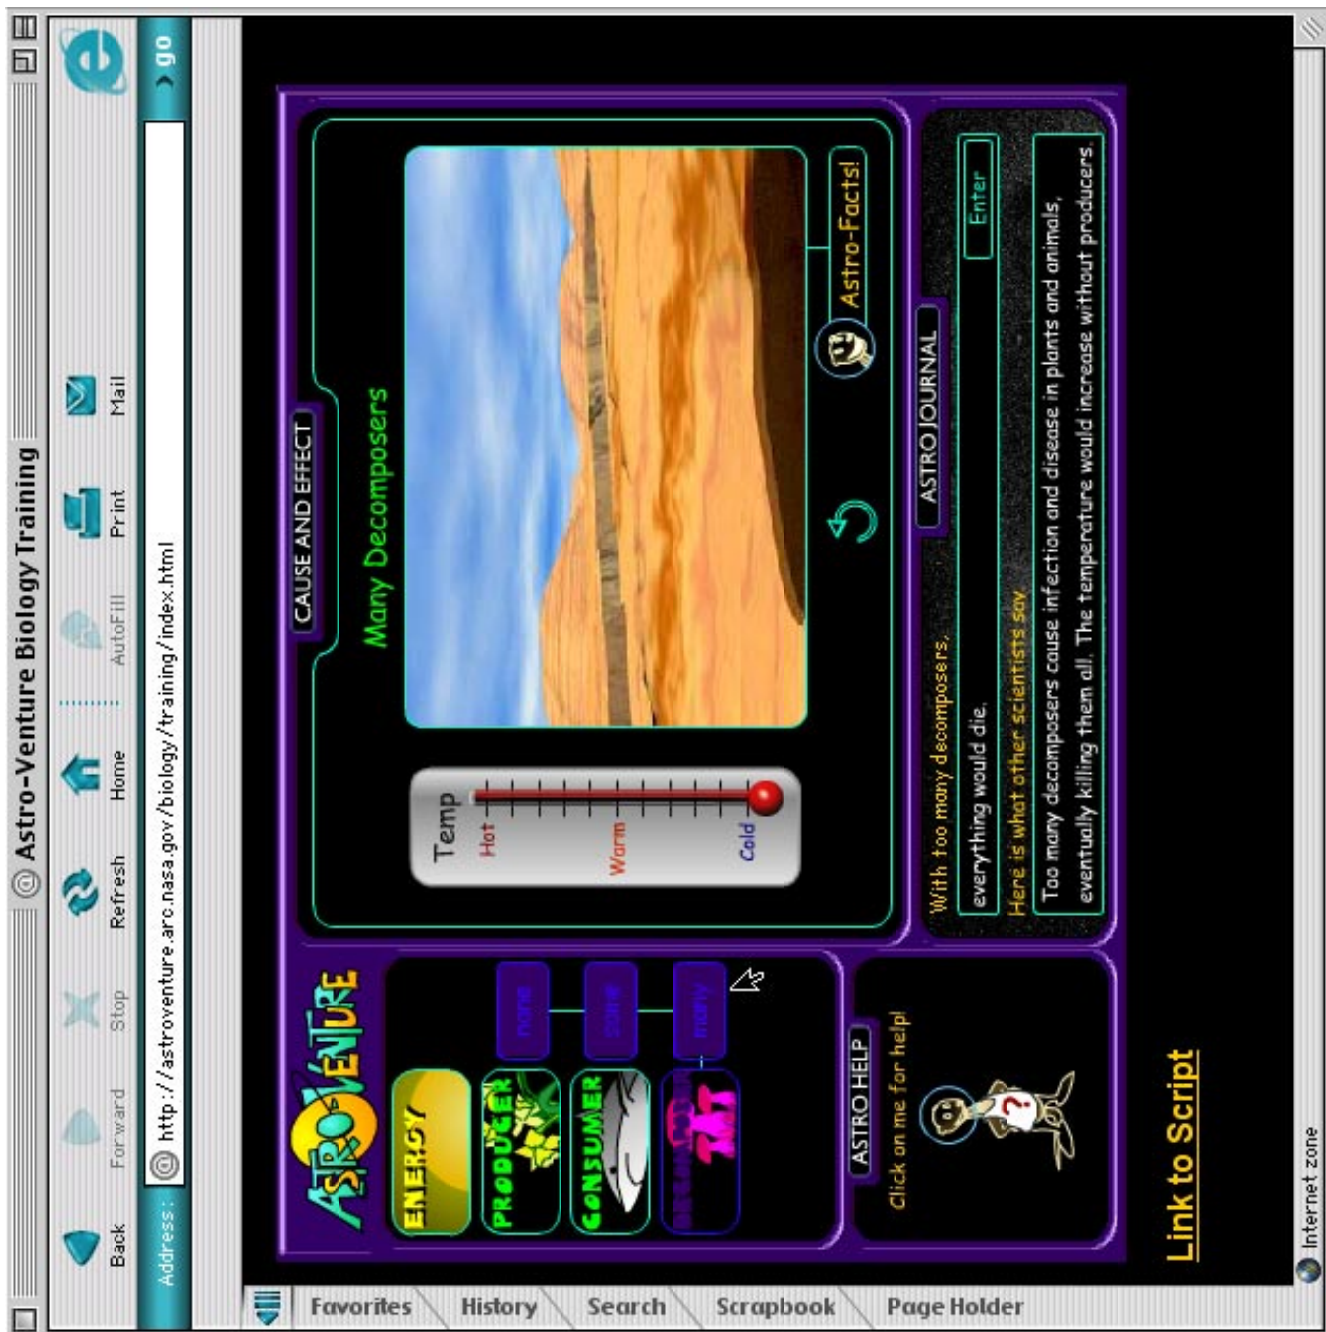 @ Astro-Venture Biology Training
Back
Forward
Stop
Refresh
Home
AutoFill
Print
Mail
Address: @ http://astroventure.arc.nasa.gov/biology/training/index.html
go
Favorites
History
Search
Scrapbook
Page Holder
ASTRO-VENTURE
ENERGY
PRODUCER
CONSUMER
DECOMPOSER
none
some
many
CAUSE AND EFFECT
Many Decomposers
Temp
Hot
Warm
Cold
Astro-Facts!
ASTRO HELP
Click on me for help!
?
ASTRO JOURNAL
With too many decomposers,
everything would die.
Enter
Here is what other scientists say
Too many decomposers cause infection and disease in plants and animals,
eventually killing them all. The temperature would increase without producers.
Link to Script
Internet zone